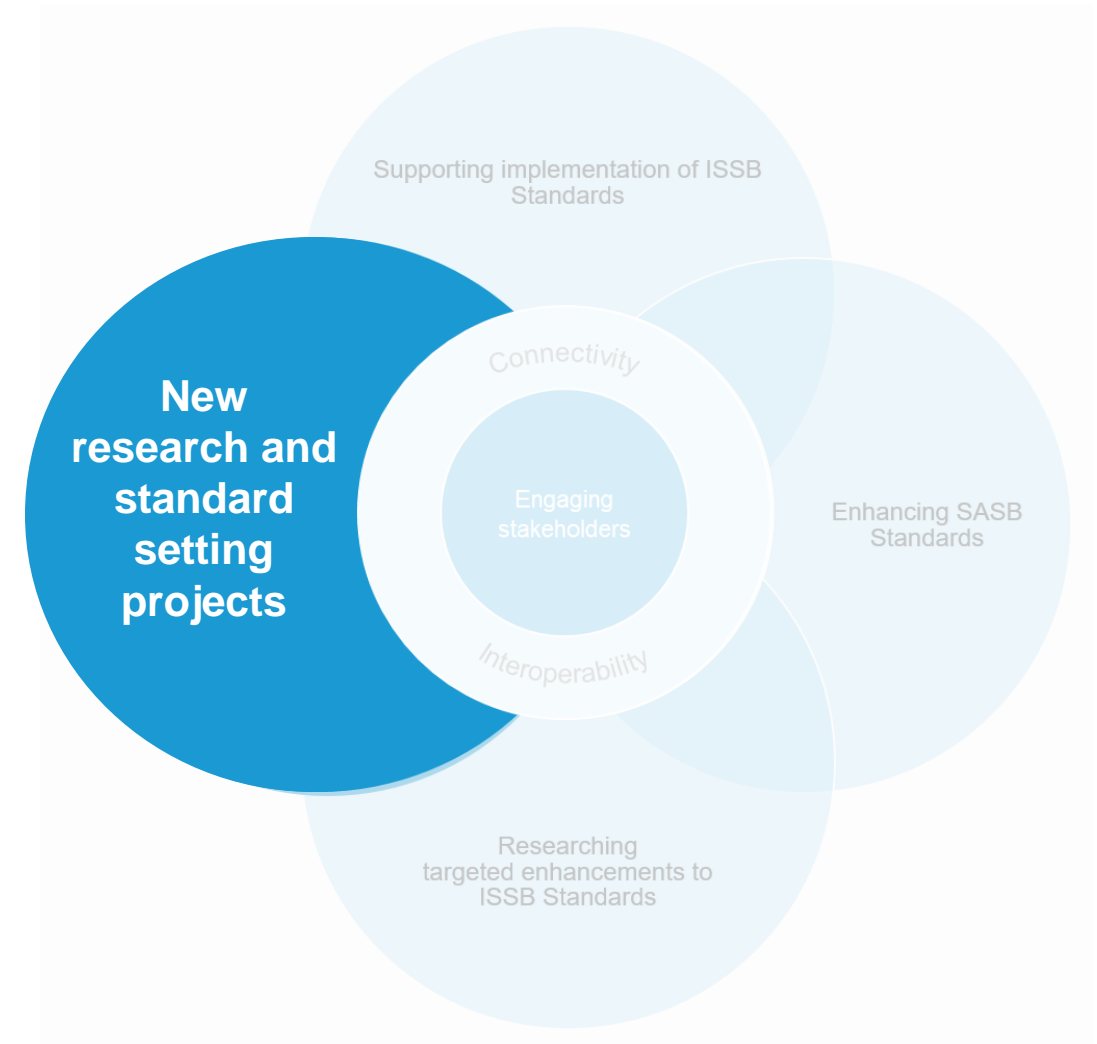 Supporting implementation of ISSB
Standards
New
research and
standard
setting
projects
Connectivity
Engaging
stakeholders
Interoperability
Enhancing SASB
Standards
Researching
targeted enhancements to
ISSB Standards